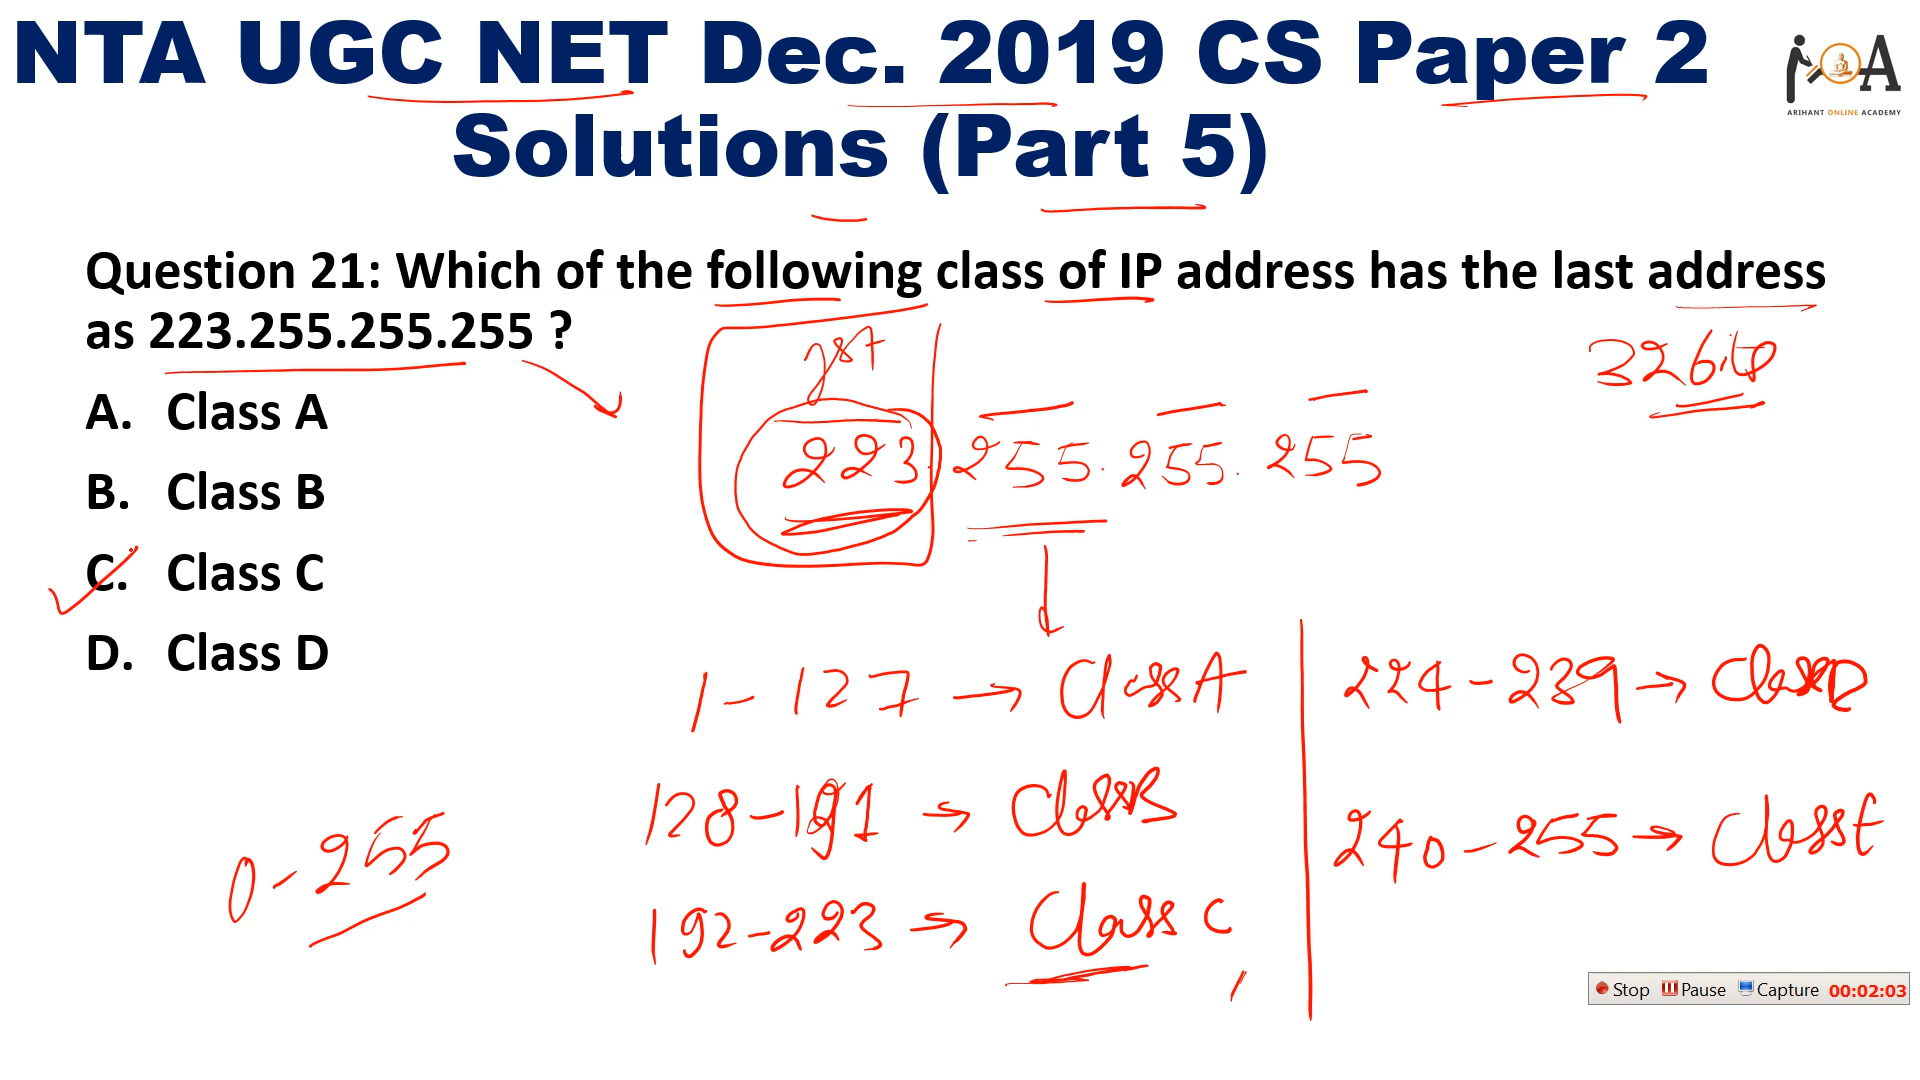 NTA UGC NET Dec. 2019 CS Paper 2
Solutions (Part 5)
ARIHANT ONLINE ACADEMY
Question 21: Which of the following class of IP address has the last address
as 223.255.255.255 ?
A. Class A
B. Class B
C. Class C
D. Class D
1st
32 bit
223.255.255.255
1-127 → Class A
128-191 → Class B
192-223 → Class C
224-239 → Class D
240-255 → Class E
0-255
Stop Pause Capture 00:02:03